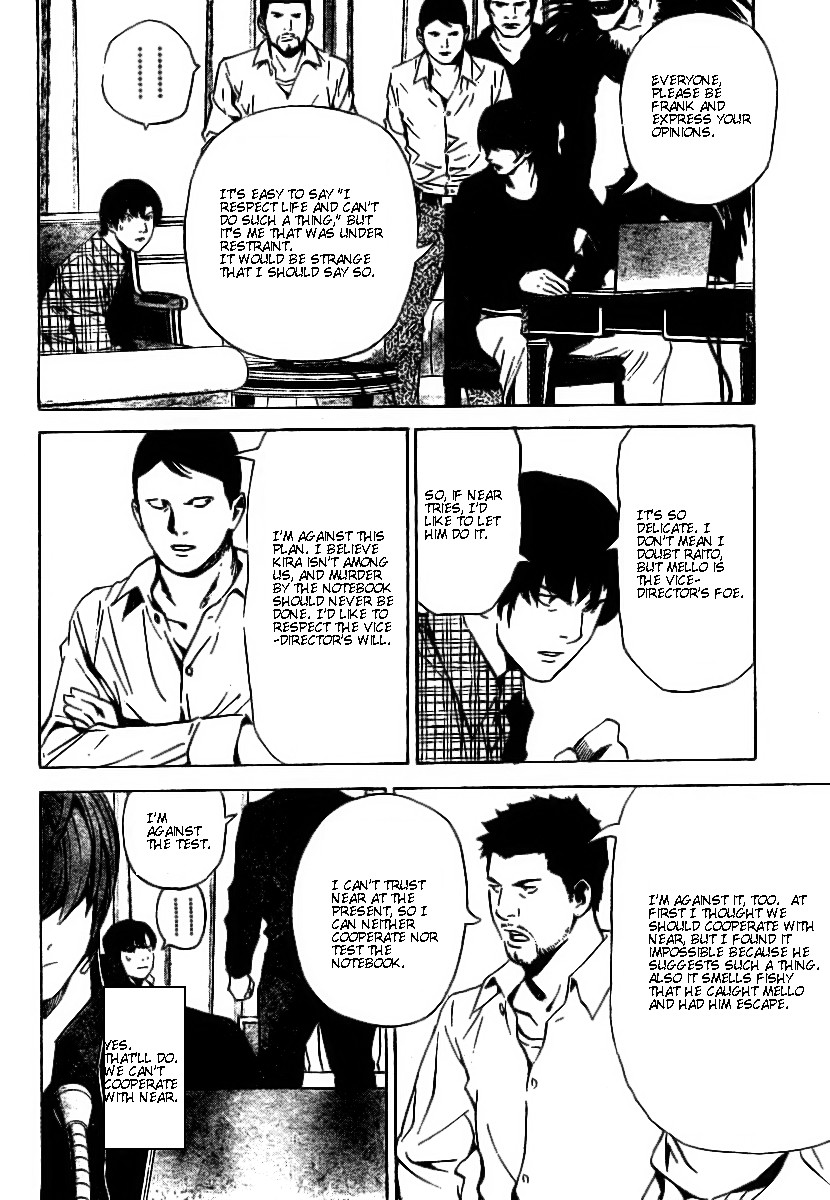 EVERYONE,
PLEASE BE
FRANK AND
EXPRESS YOUR
OPINIONS.
IT'S EASY TO SAY "I
RESPECT LIFE AND CAN'T
DO SUCH A THING," BUT
IT'S ME THAT WAS UNDER
RESTRAINT.
IT WOULD BE STRANGE
THAT I SHOULD SAY SO.
IT'S SO
DELICATE. I
DON'T MEAN I
DOUBT RAITO,
BUT MELLO IS
THE VICE-
DIRECTOR'S FOE.
SO, IF NEAR
TRIES, I'D
LIKE TO LET
HIM DO IT.
I'M AGAINST THIS
PLAN. I BELIEVE
KIRA ISN'T AMONG
US, AND MURDER
BY THE NOTEBOOK
SHOULD NEVER BE
DONE. I'D LIKE TO
RESPECT THE VICE
-DIRECTOR'S WILL.
I'M AGAINST IT, TOO. AT
FIRST I THOUGHT WE
SHOULD COOPERATE WITH
NEAR, BUT I FOUND IT
IMPOSSIBLE BECAUSE HE
SUGGESTS SUCH A THING.
ALSO IT SMELLS FISHY
THAT HE CAUGHT MELLO
AND HAD HIM ESCAPE.
I CAN'T TRUST
NEAR AT THE
PRESENT, SO I
CAN NEITHER
COOPERATE NOR
TEST THE
NOTEBOOK.
I'M
AGAINST
THE TEST.
YES.
THAT'LL DO.
WE CAN'T
COOPERATE
WITH NEAR.